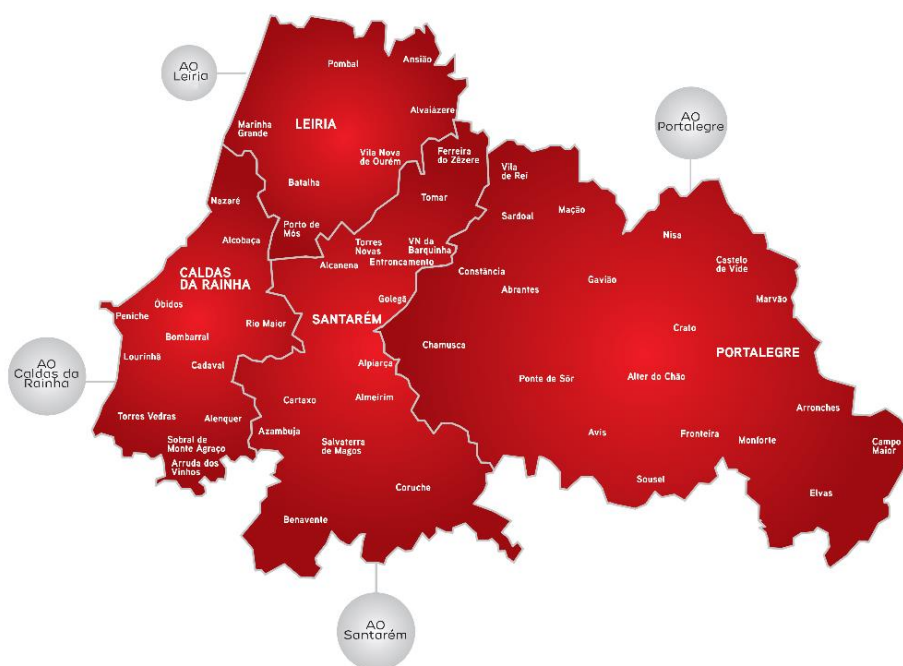 AO
Leiria
Pombal
Ansião
Alvaiázere
Marinha
Grande
LEIRIA
Vila Nova
de Ourém
Batalha
Porto de
Mós
AO
Portalegre
Ferreira
do Zêzere
Tomar
Torres
Novas
VN da
Barquinha
Alcanena
Entroncamento
Golegã
SANTARÉM
Alpiarça
Almeirim
Cartaxo
Azambuja
Salvaterra
de Magos
Coruche
Benavente
AO
Santarém
Nazaré
Alcobaça
CALDAS
DA RAINHA
Óbidos
Peniche
Rio Maior
Bombarral
Lourinhã
Cadaval
Torres Vedras
Alenquer
Sobral de
Monte Agraço
Arruda dos
Vinhos
AO
Caldas da
Rainha
Vila
de Rei
Sardoal
Mação
Nisa
Castelo
de Vide
Constância
Abrantes
Gavião
Marvão
Chamusca
Crato
PORTALEGRE
Ponte de Sôr
Alter do Chão
Arronches
Avis
Fronteira
Monforte
Campo
Maior
Sousel
Elvas